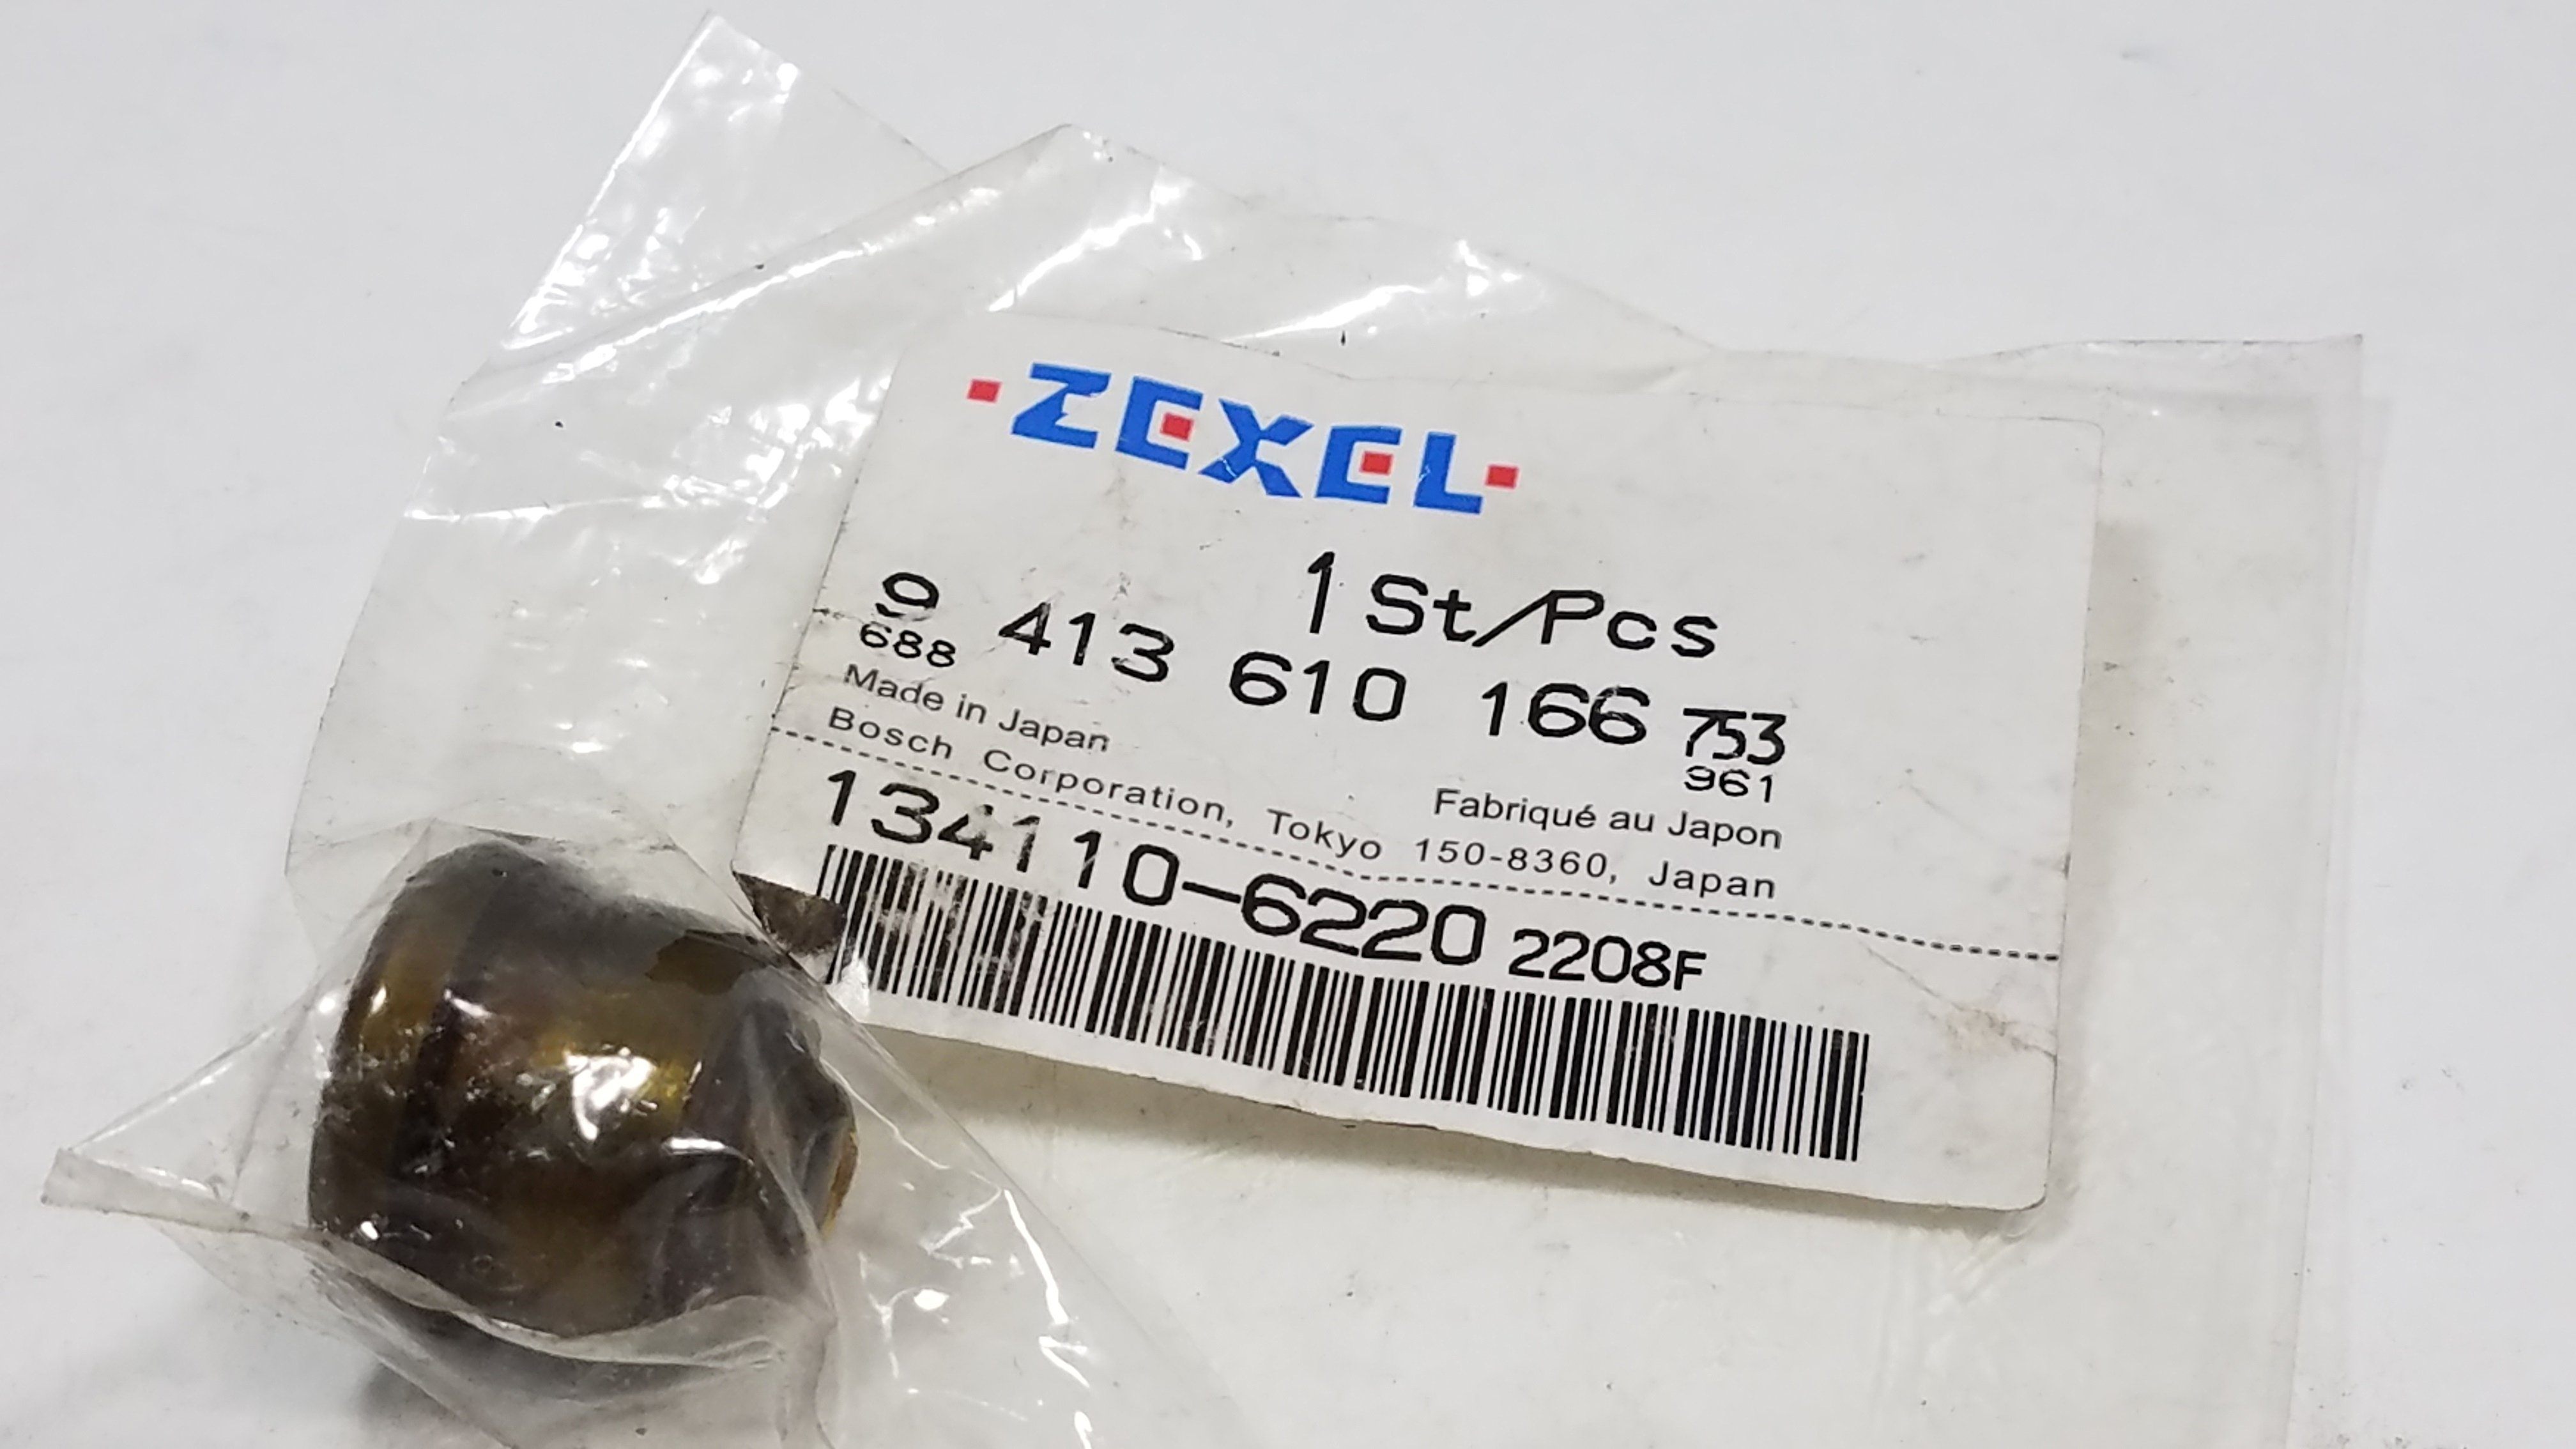 ZEXEL
1 St/Pcs
9 413 610 166 753
688
961
Made in Japan
Fabriqué au Japon
Bosch Corporation, Tokyo 150-8360, Japan
134110-6220 2208F